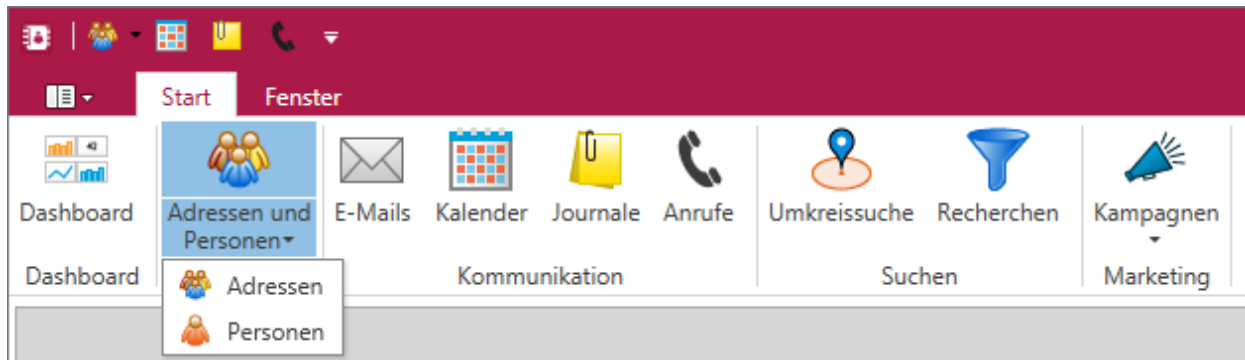 Start Fenster
Dashboard Adressen und Personen E-Mails Kalender Journale Anrufe Umkreissuche Recherchen Kampagnen
Dashboard Kommunikation Suchen Marketing
Adressen
Personen